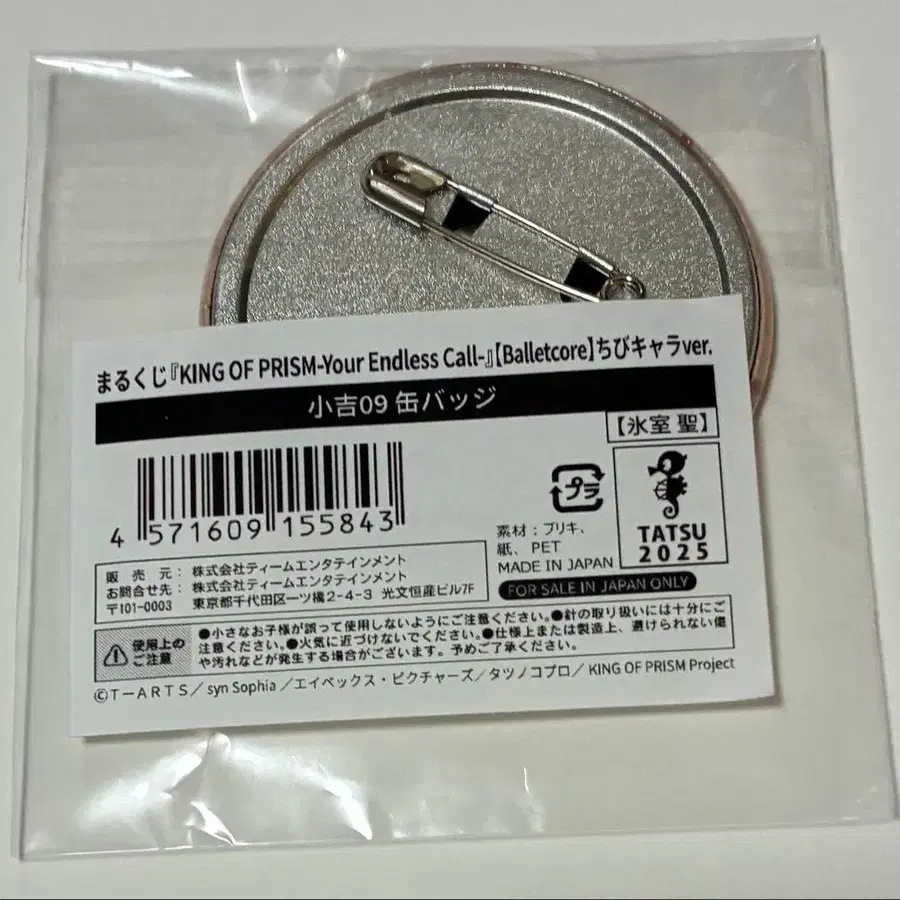 まるくじ『KING OF PRISM-Your Endless Call-』【Balletcore】ちびキャラver.
小吉09 缶バッジ
【氷室 聖】
4 571609 155843
プラ
素材：ブリキ、
紙、PET
MADE IN JAPAN
TATSU
2025
FOR SALE IN JAPAN ONLY
販売元：株式会社ティームエンタテインメント
お問合せ先：株式会社ティームエンタテインメント
〒101-0003 東京都千代田区一ツ橋2-4-3 光文恒産ビル7F
使用上の
ご注意
●小さなお子様が誤って使用しないようにご注意ください。●針の取り扱いには十分にご
注意ください。●火気に近づけないでください。●仕様上または製造上、避けられない傷
や汚れなどが発生する場合がございます。予めご了承ください。
©T-ARTS／syn Sophia／エイベックス・ピクチャーズ／タツノコプロ／KING OF PRISM Project